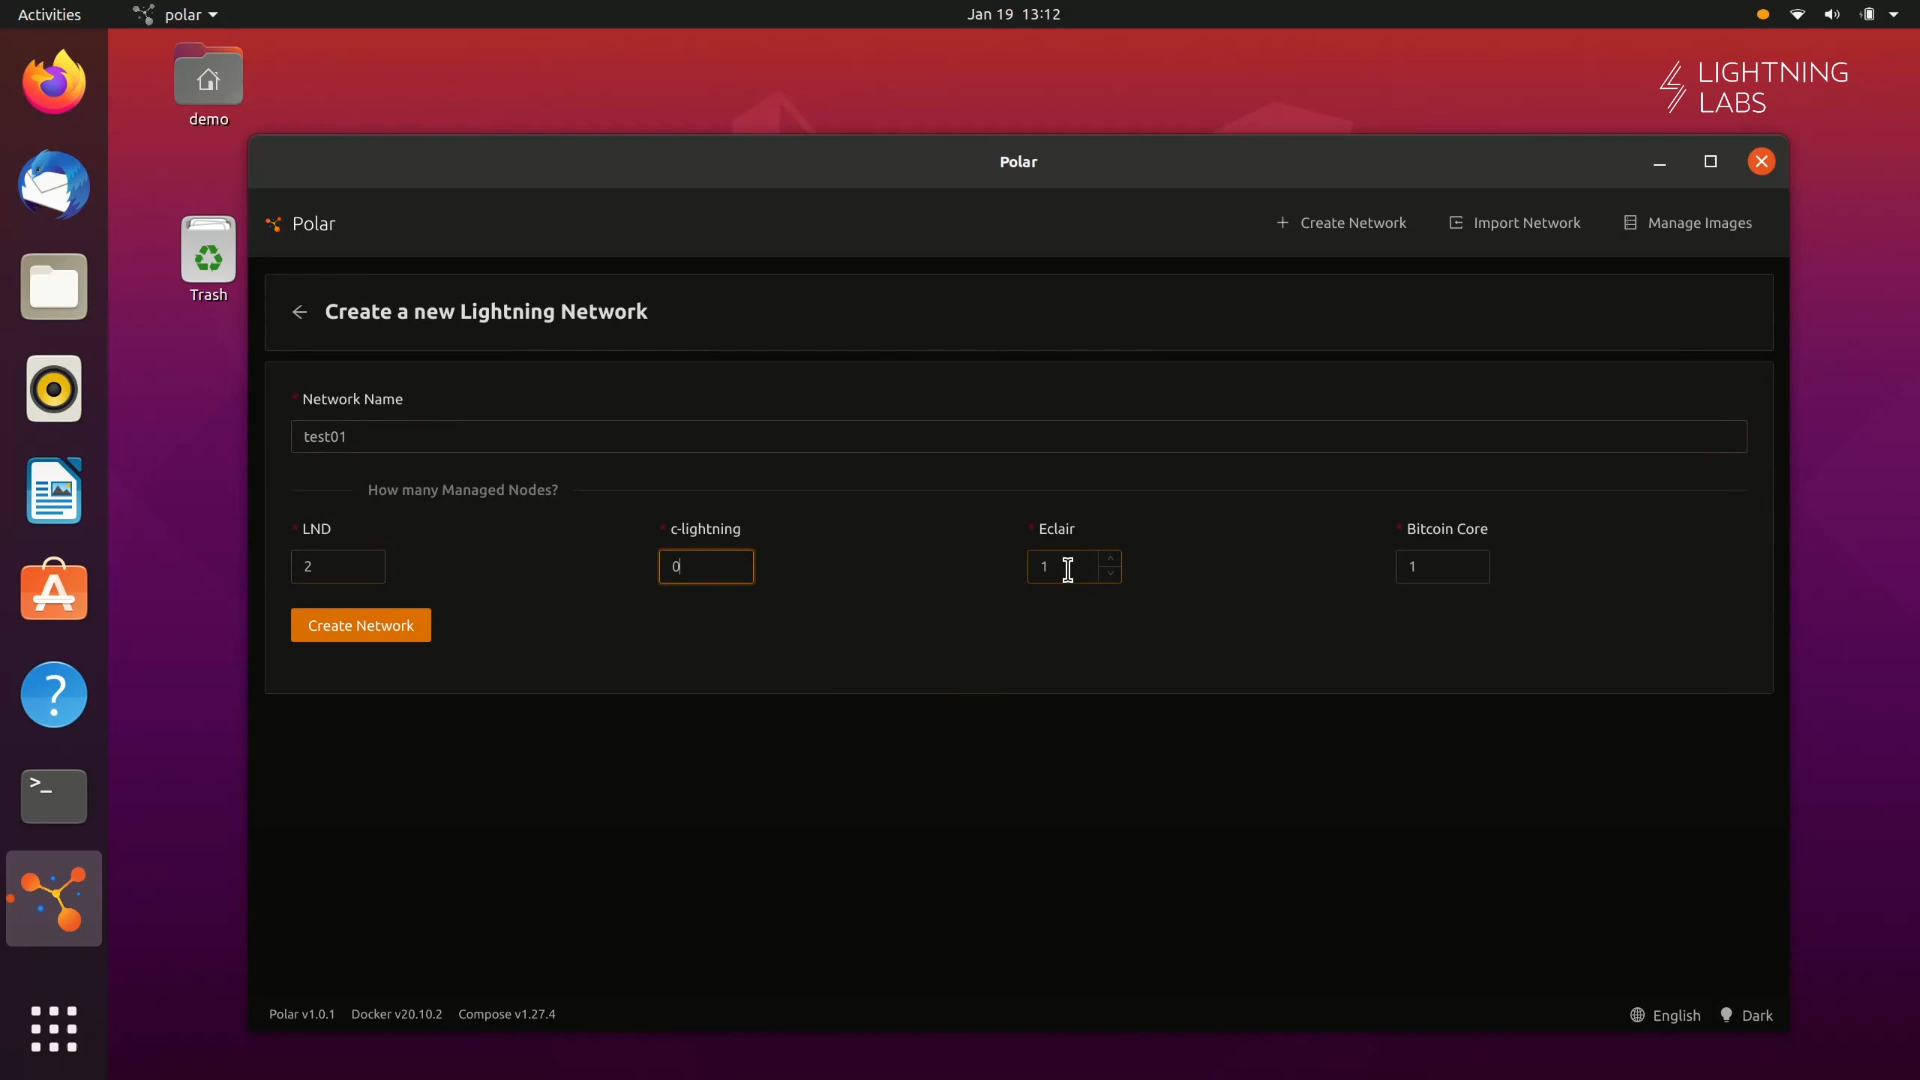 Activities
polar
Jan 19 13:12
LIGHTNING
LABS
demo
Trash
Polar
Polar
Create Network
Import Network
Manage Images
Create a new Lightning Network
* Network Name
test01
How many Managed Nodes?
* LND
* c-lightning
* Eclair
* Bitcoin Core
2
0
1
1
Create Network
Polar v1.0.1
Docker v20.10.2
Compose v1.27.4
English
Dark